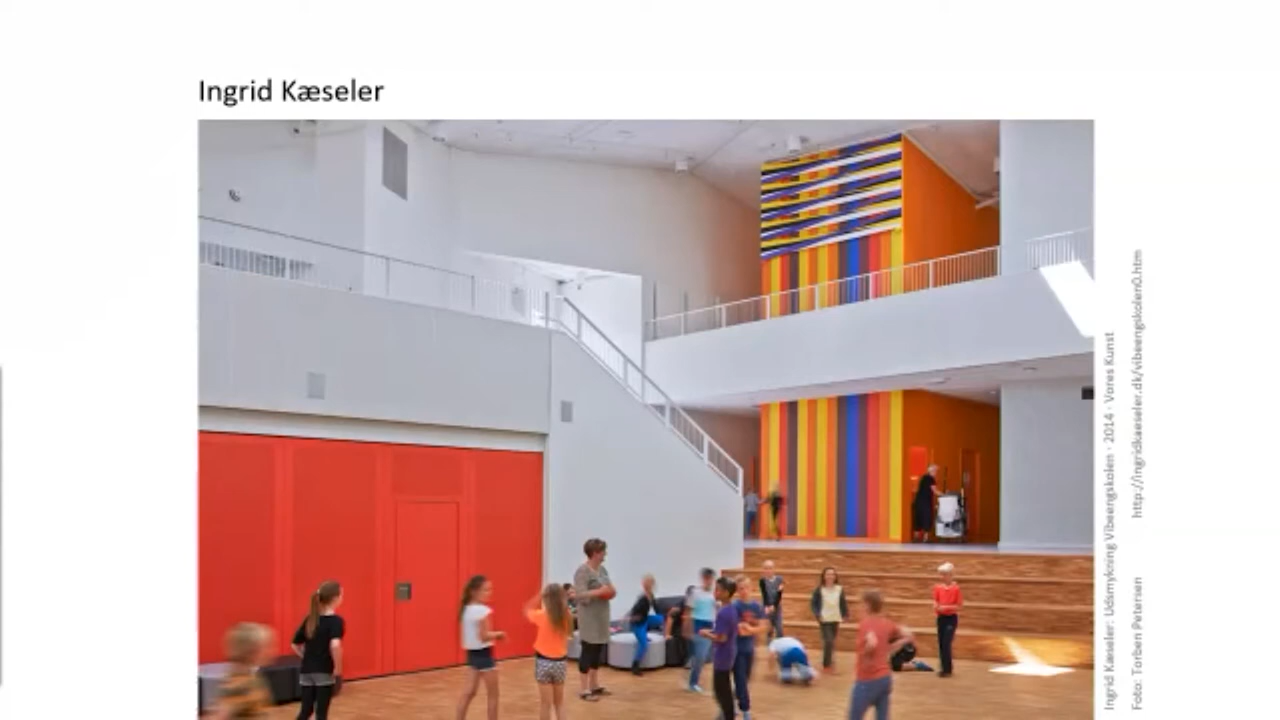 Ingrid Kæseler
Ingrid Kæseler: Udsmykning Vibeengskolen · 2014 · Vores Kunst
Foto: Torben Petersen http://ingridkaeseler.dk/vibeengskolen0.htm